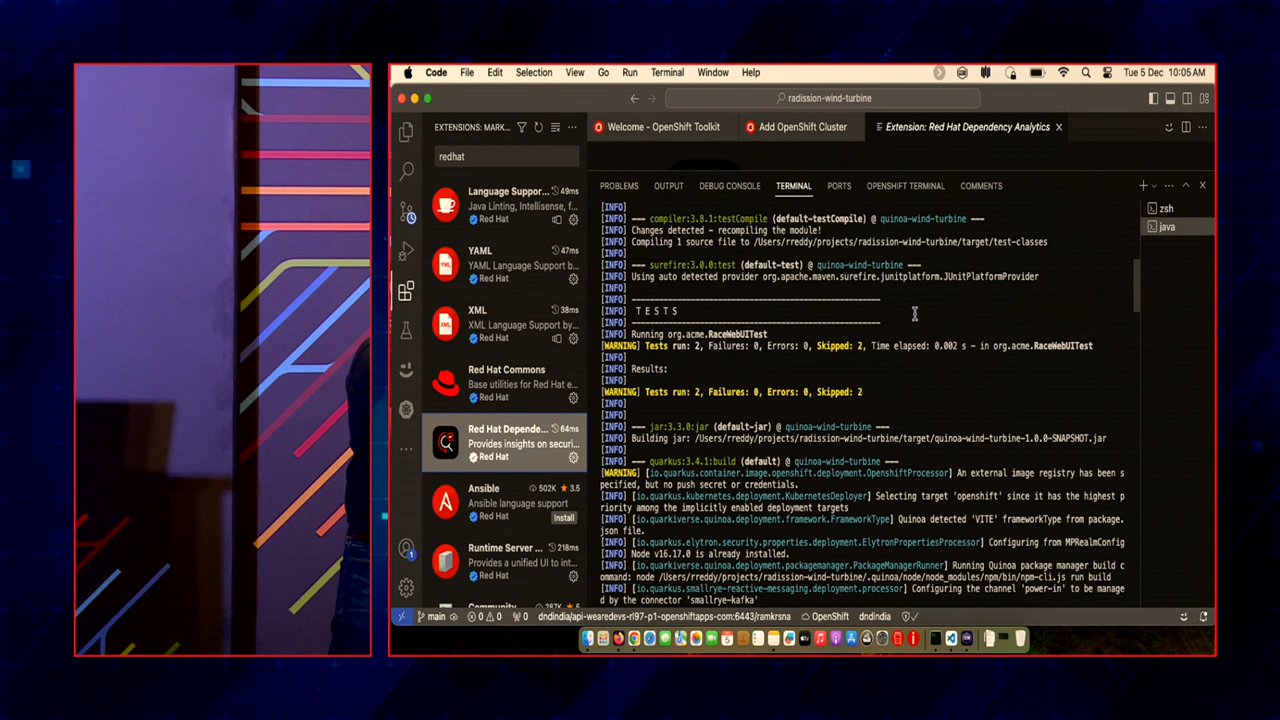 Code File Edit Selection View Go Run Terminal Window Help
Tue 5 Dec 10:05 AM
radission-wind-turbine
EXTENSIONS: MARK...
Welcome - OpenShift Toolkit
Add OpenShift Cluster
Extension: Red Hat Dependency Analytics
redhat
PROBLEMS OUTPUT DEBUG CONSOLE TERMINAL PORTS OPENSHIFT TERMINAL COMMENTS
Language Suppor... 49ms
Java Linting, Intellisense, f...
Red Hat
YAML 47ms
YAML Language Support b...
Red Hat
XML 38ms
XML Language Support by...
Red Hat
Red Hat Commons
Base utilities for Red Hat e...
Red Hat
Red Hat Depende... 64ms
Provides insights on securi...
Red Hat
Ansible 502K 3.5
Ansible language support
Red Hat Install
Runtime Server ... 218ms
Provides a unified UI to int...
Red Hat
[INFO]
[INFO] --- compiler:3.8.1:testCompile (default-testCompile) @ quinoa-wind-turbine ---
[INFO] Changes detected - recompiling the module!
[INFO] Compiling 1 source file to /Users/rreddy/projects/radission-wind-turbine/target/test-classes
[INFO]
[INFO] --- surefire:3.0.0:test (default-test) @ quinoa-wind-turbine ---
[INFO] Using auto detected provider org.apache.maven.surefire.junitplatform.JUnitPlatformProvider
[INFO]
[INFO] -------------------------------------------------------
[INFO] T E S T S
[INFO] -------------------------------------------------------
[INFO] Running org.acme.RaceWebUITest
[WARNING] Tests run: 2, Failures: 0, Errors: 0, Skipped: 2, Time elapsed: 0.002 s - in org.acme.RaceWebUITest
[INFO]
[INFO] Results:
[INFO]
[WARNING] Tests run: 2, Failures: 0, Errors: 0, Skipped: 2
[INFO]
[INFO]
[INFO] --- jar:3.3.0:jar (default-jar) @ quinoa-wind-turbine ---
[INFO] Building jar: /Users/rreddy/projects/radission-wind-turbine/target/quinoa-wind-turbine-1.0.0-SNAPSHOT.jar
[INFO]
[INFO] --- quarkus:3.4.1:build (default) @ quinoa-wind-turbine ---
[WARNING] [io.quarkus.container.image.openshift.deployment.OpenshiftProcessor] An external image registry has been s
pecified, but no push secret or credentials.
[INFO] [io.quarkus.kubernetes.deployment.KubernetesDeployer] Selecting target 'openshift' since it has the highest p
riority among the implicitly enabled deployment targets
[INFO] [io.quarkiverse.quinoa.deployment.framework.FrameworkType] Quinoa detected 'VITE' frameworkType from package.
json file.
[INFO] [io.quarkus.elytron.security.properties.deployment.ElytronPropertiesProcessor] Configuring from MPRealmConfig
[INFO] Node v16.17.0 is already installed.
[INFO] [io.quarkiverse.quinoa.deployment.packagemanager.PackageManagerRunner] Running Quinoa package manager build c
ommand: node /Users/rreddy/projects/radission-wind-turbine/.quinoa/node/node_modules/npm/bin/npm-cli.js run build
[INFO] [io.quarkus.smallrye-reactive-messaging.deployment.processor] Configuring the channel 'power-in' to be manage
d by the connector 'smallrye-kafka'
zsh
java
main 0 0 0 dndindia/api-wearedevs-rl97-p1-openshiftapps-com:6443/ramkrsna OpenShift dndindia